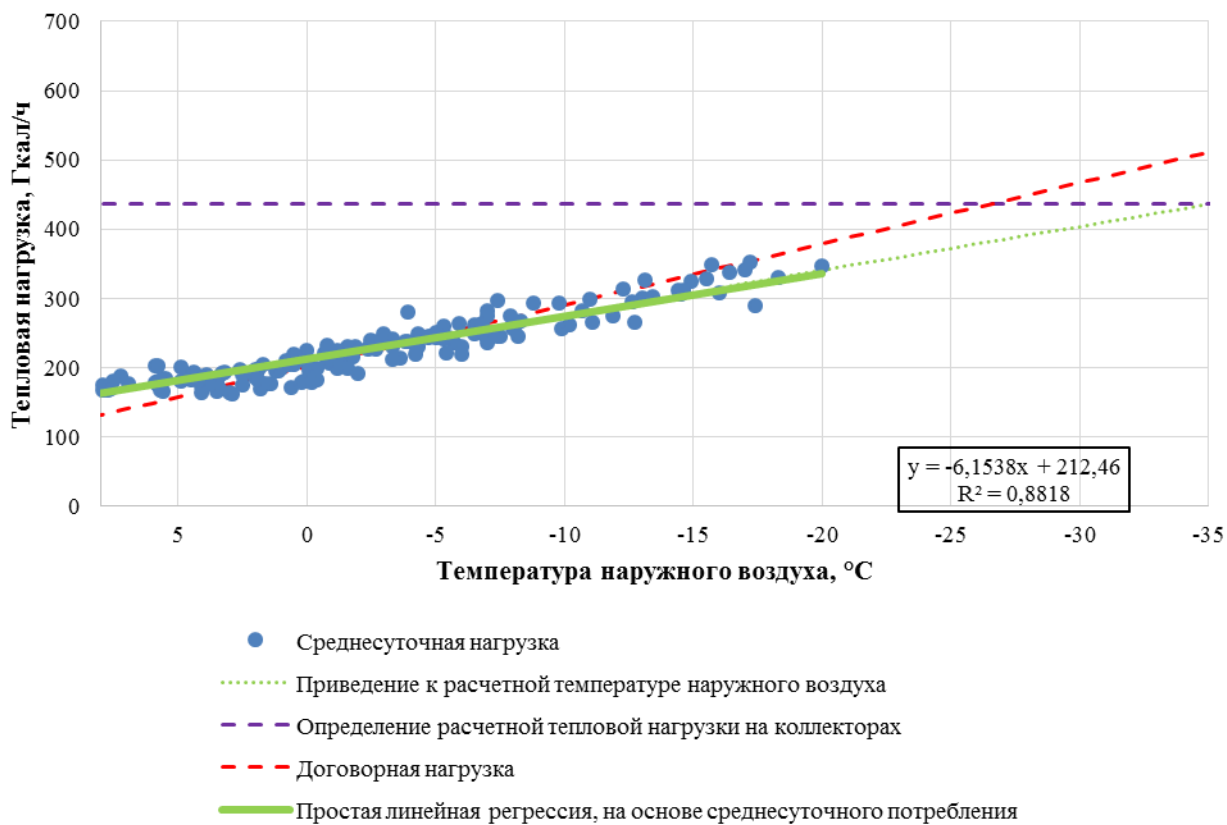 Тепловая нагрузка, Гкал/ч
700
600
500
400
300
200
100
0
5
0
-5
-10
-15
-20
-25
-30
-35
y = -6,1538x + 212,46
R² = 0,8818
Температура наружного воздуха, °C
Среднесуточная нагрузка
Приведение к расчетной температуре наружного воздуха
Определение расчетной тепловой нагрузки на коллекторах
Договорная нагрузка
Простая линейная регрессия, на основе среднесуточного потребления